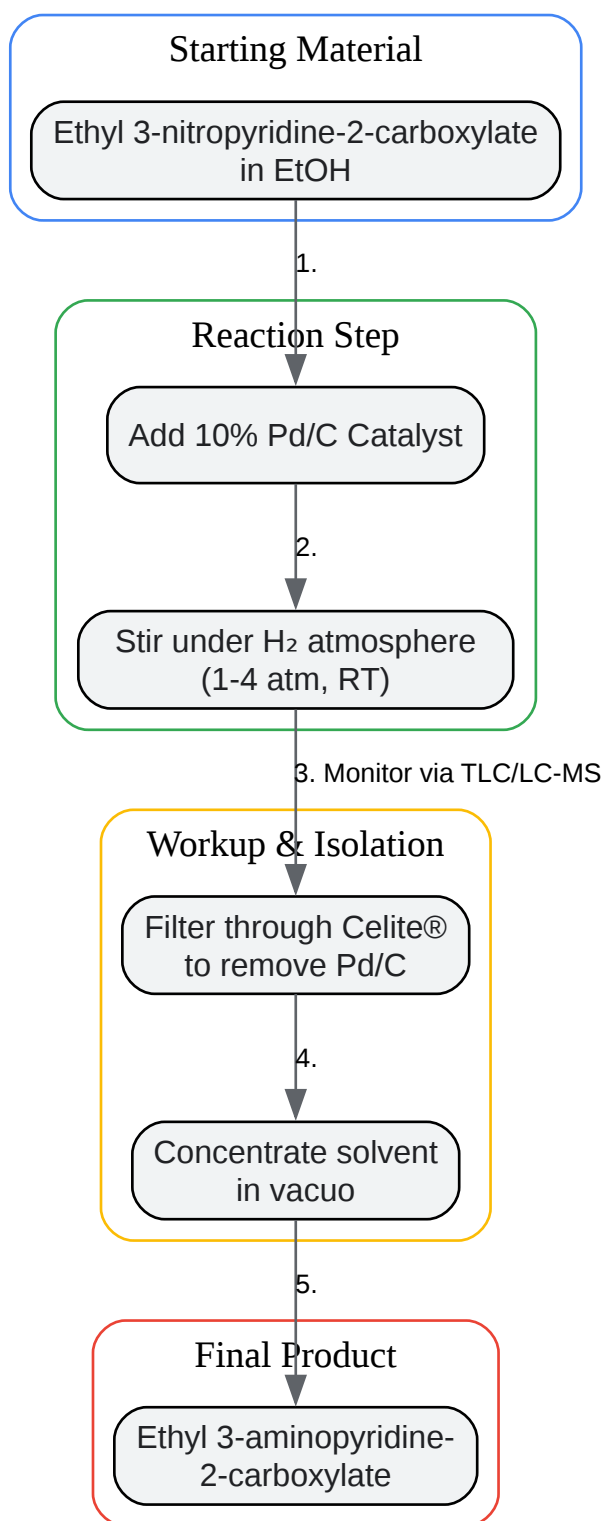 Starting Material
Ethyl 3-nitropyridine-2-carboxylate
in EtOH
1.
Reaction Step
Add 10% Pd/C Catalyst
2.
Stir under H₂ atmosphere
(1-4 atm, RT)
3. Monitor via TLC/LC-MS
Workup & Isolation
Filter through Celite®
to remove Pd/C
4.
Concentrate solvent
in vacuo
5.
Final Product
Ethyl 3-aminopyridine-
2-carboxylate